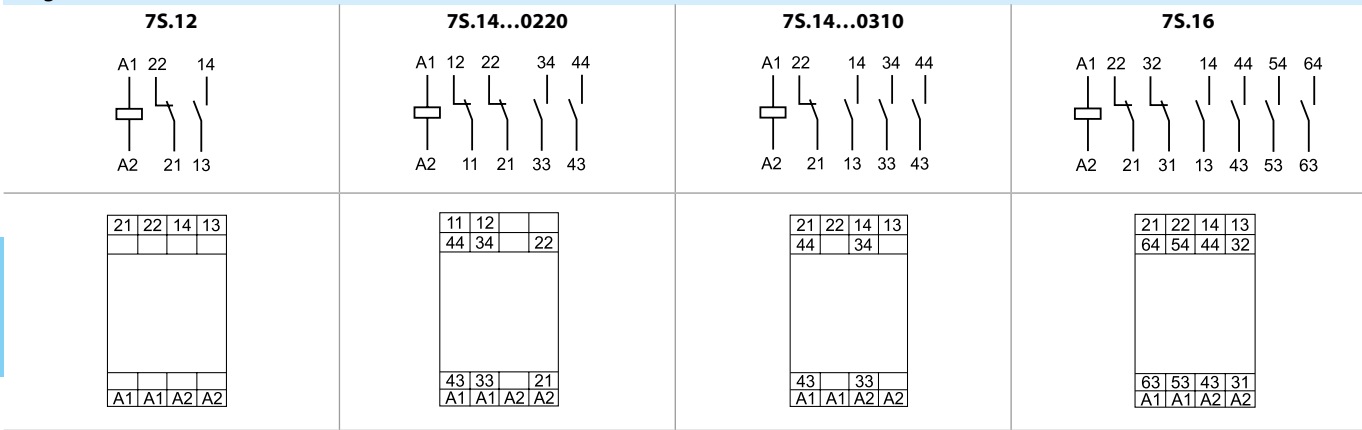 7S.12 7S.14…0220 7S.14…0310 7S.16
A1 22 14 A1 12 22 34 44 A1 22 14 34 44 A1 22 32 14 44 54 64
A2 21 13 A2 11 21 33 43 A2 21 13 33 43 A2 21 31 13 43 53 63
21 22 14 13 11 12 21 22 14 13 21 22 14 13
44 34 22 44 34 64 54 44 32
43 33 21 43 33 63 53 43 31
A1 A1 A2 A2 A1 A1 A2 A2 A1 A1 A2 A2 A1 A1 A2 A2